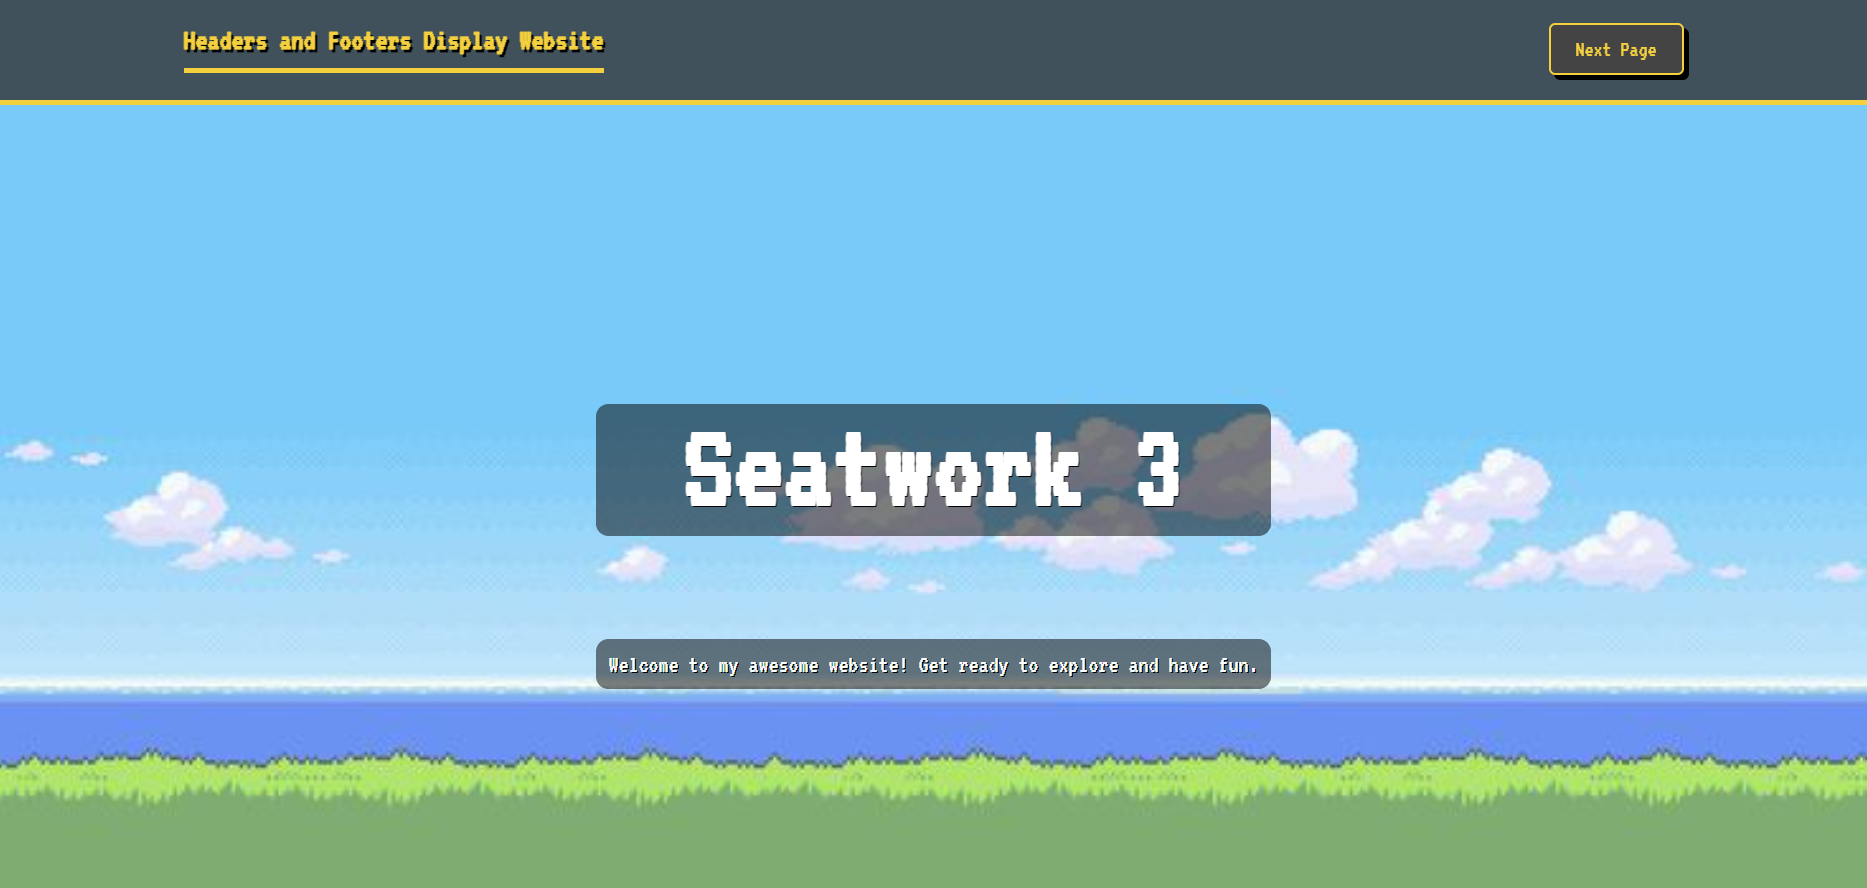 Headers and Footers Display Website
Next Page
Seatwork 3
Welcome to my awesome website! Get ready to explore and have fun.